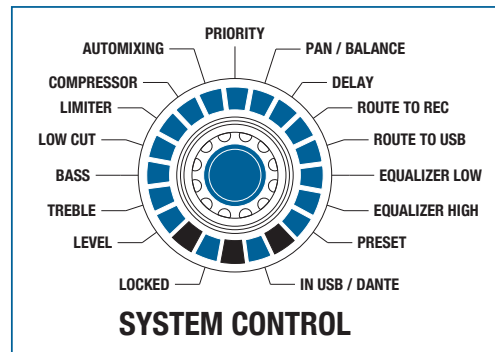 PRIORITY
AUTOMIXING
PAN / BALANCE
COMPRESSOR
DELAY
LIMITER
ROUTE TO REC
LOW CUT
ROUTE TO USB
BASS
EQUALIZER LOW
TREBLE
EQUALIZER HIGH
LEVEL
PRESET
LOCKED
IN USB / DANTE
SYSTEM CONTROL